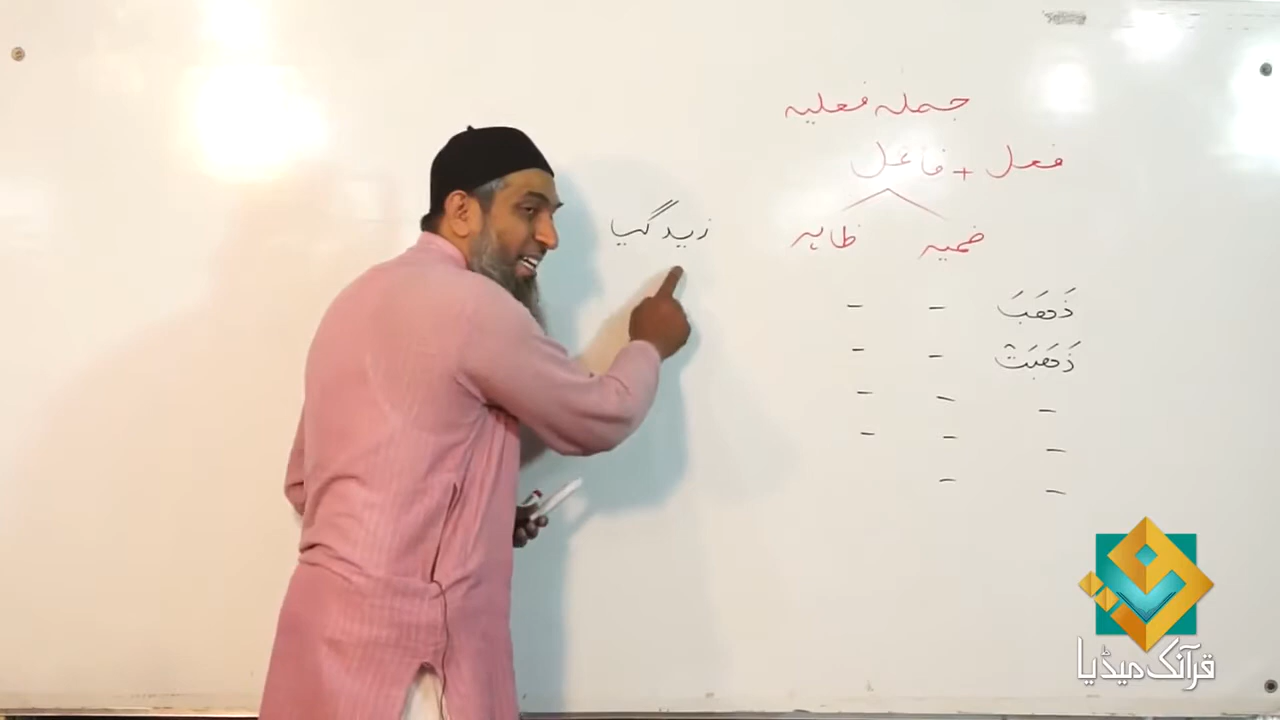 جملہ فعلیہ
فعل + فاعل
ضمیر ظاہر
زید گیا
ذَھَبَ - -
ذَھَبَتْ - -
- - -
- - -
- -
قرآنک میڈیا